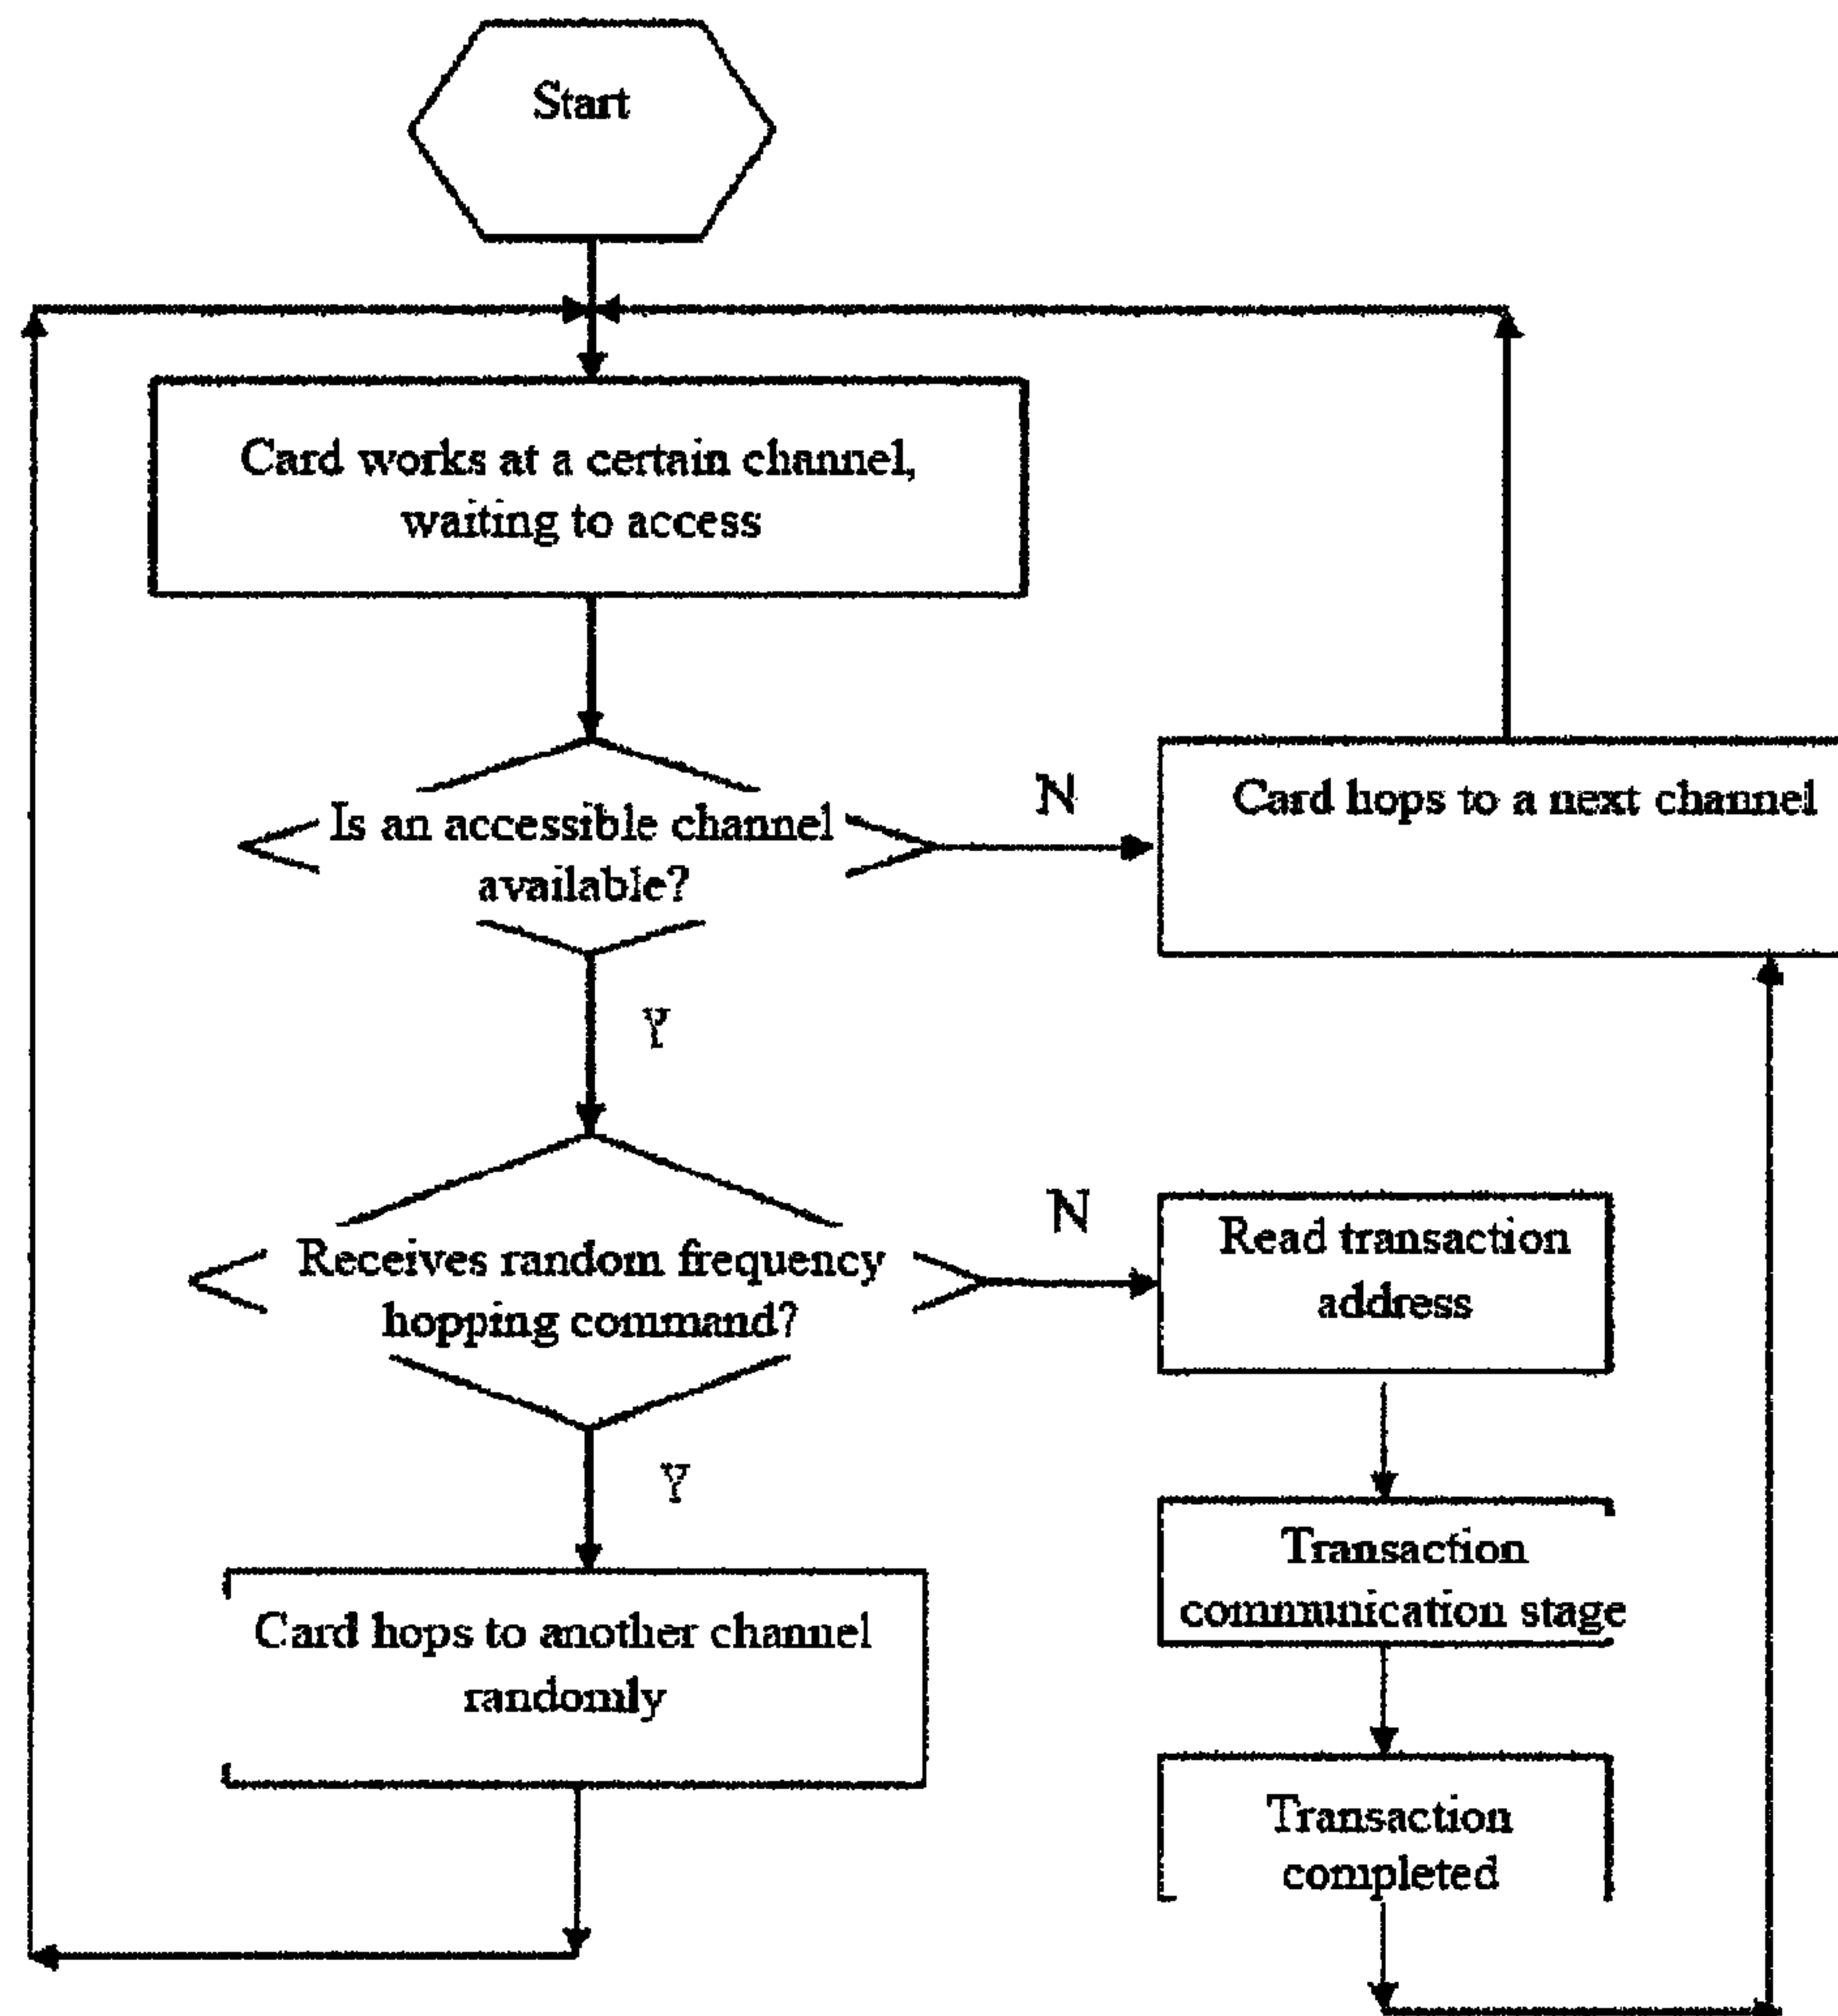 Start
Card works at a certain channel,
waiting to access
Is an accessible channel
available?
N
Card hops to a next channel
Y
Receives random frequency
hopping command?
N
Read transaction
address
Y
Transaction
communication stage
Card hops to another channel
randomly
Transaction
completed